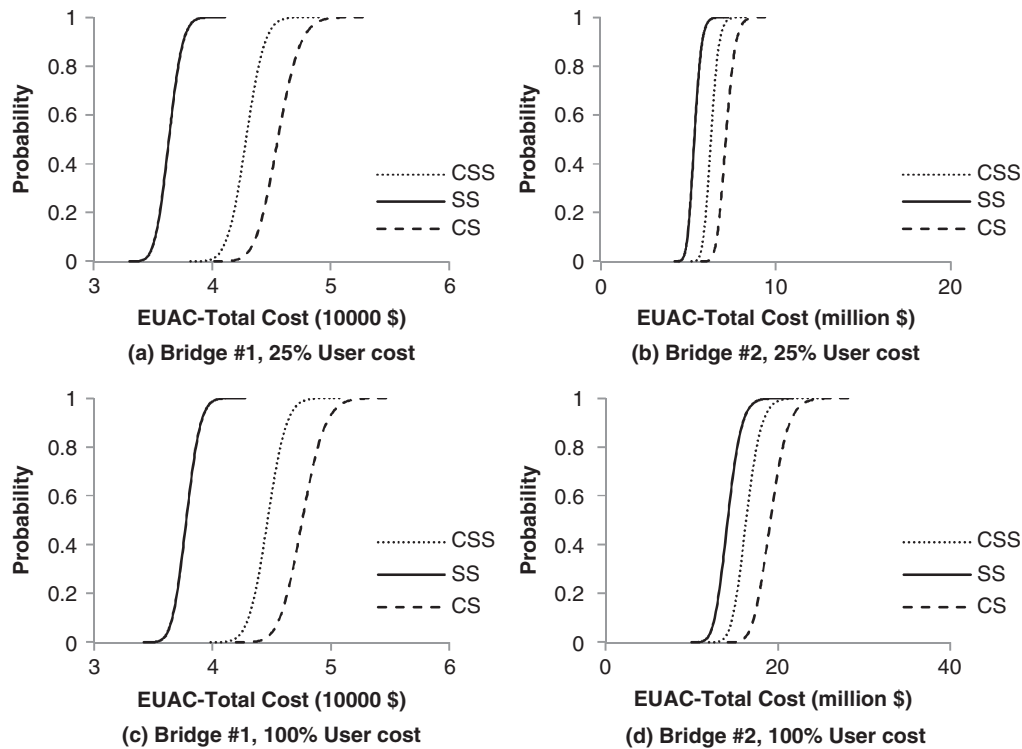 1
0.8
0.6
0.4
0.2
0
Probability
CSS
SS
CS
3 4 5 6
EUAC-Total Cost (10000 $)
(a) Bridge #1, 25% User cost
1
0.8
0.6
0.4
0.2
0
Probability
CSS
SS
CS
0 10 20
EUAC-Total Cost (million $)
(b) Bridge #2, 25% User cost
1
0.8
0.6
0.4
0.2
0
Probability
CSS
SS
CS
3 4 5 6
EUAC-Total Cost (10000 $)
(c) Bridge #1, 100% User cost
1
0.8
0.6
0.4
0.2
0
Probability
CSS
SS
CS
0 20 40
EUAC-Total Cost (million $)
(d) Bridge #2, 100% User cost